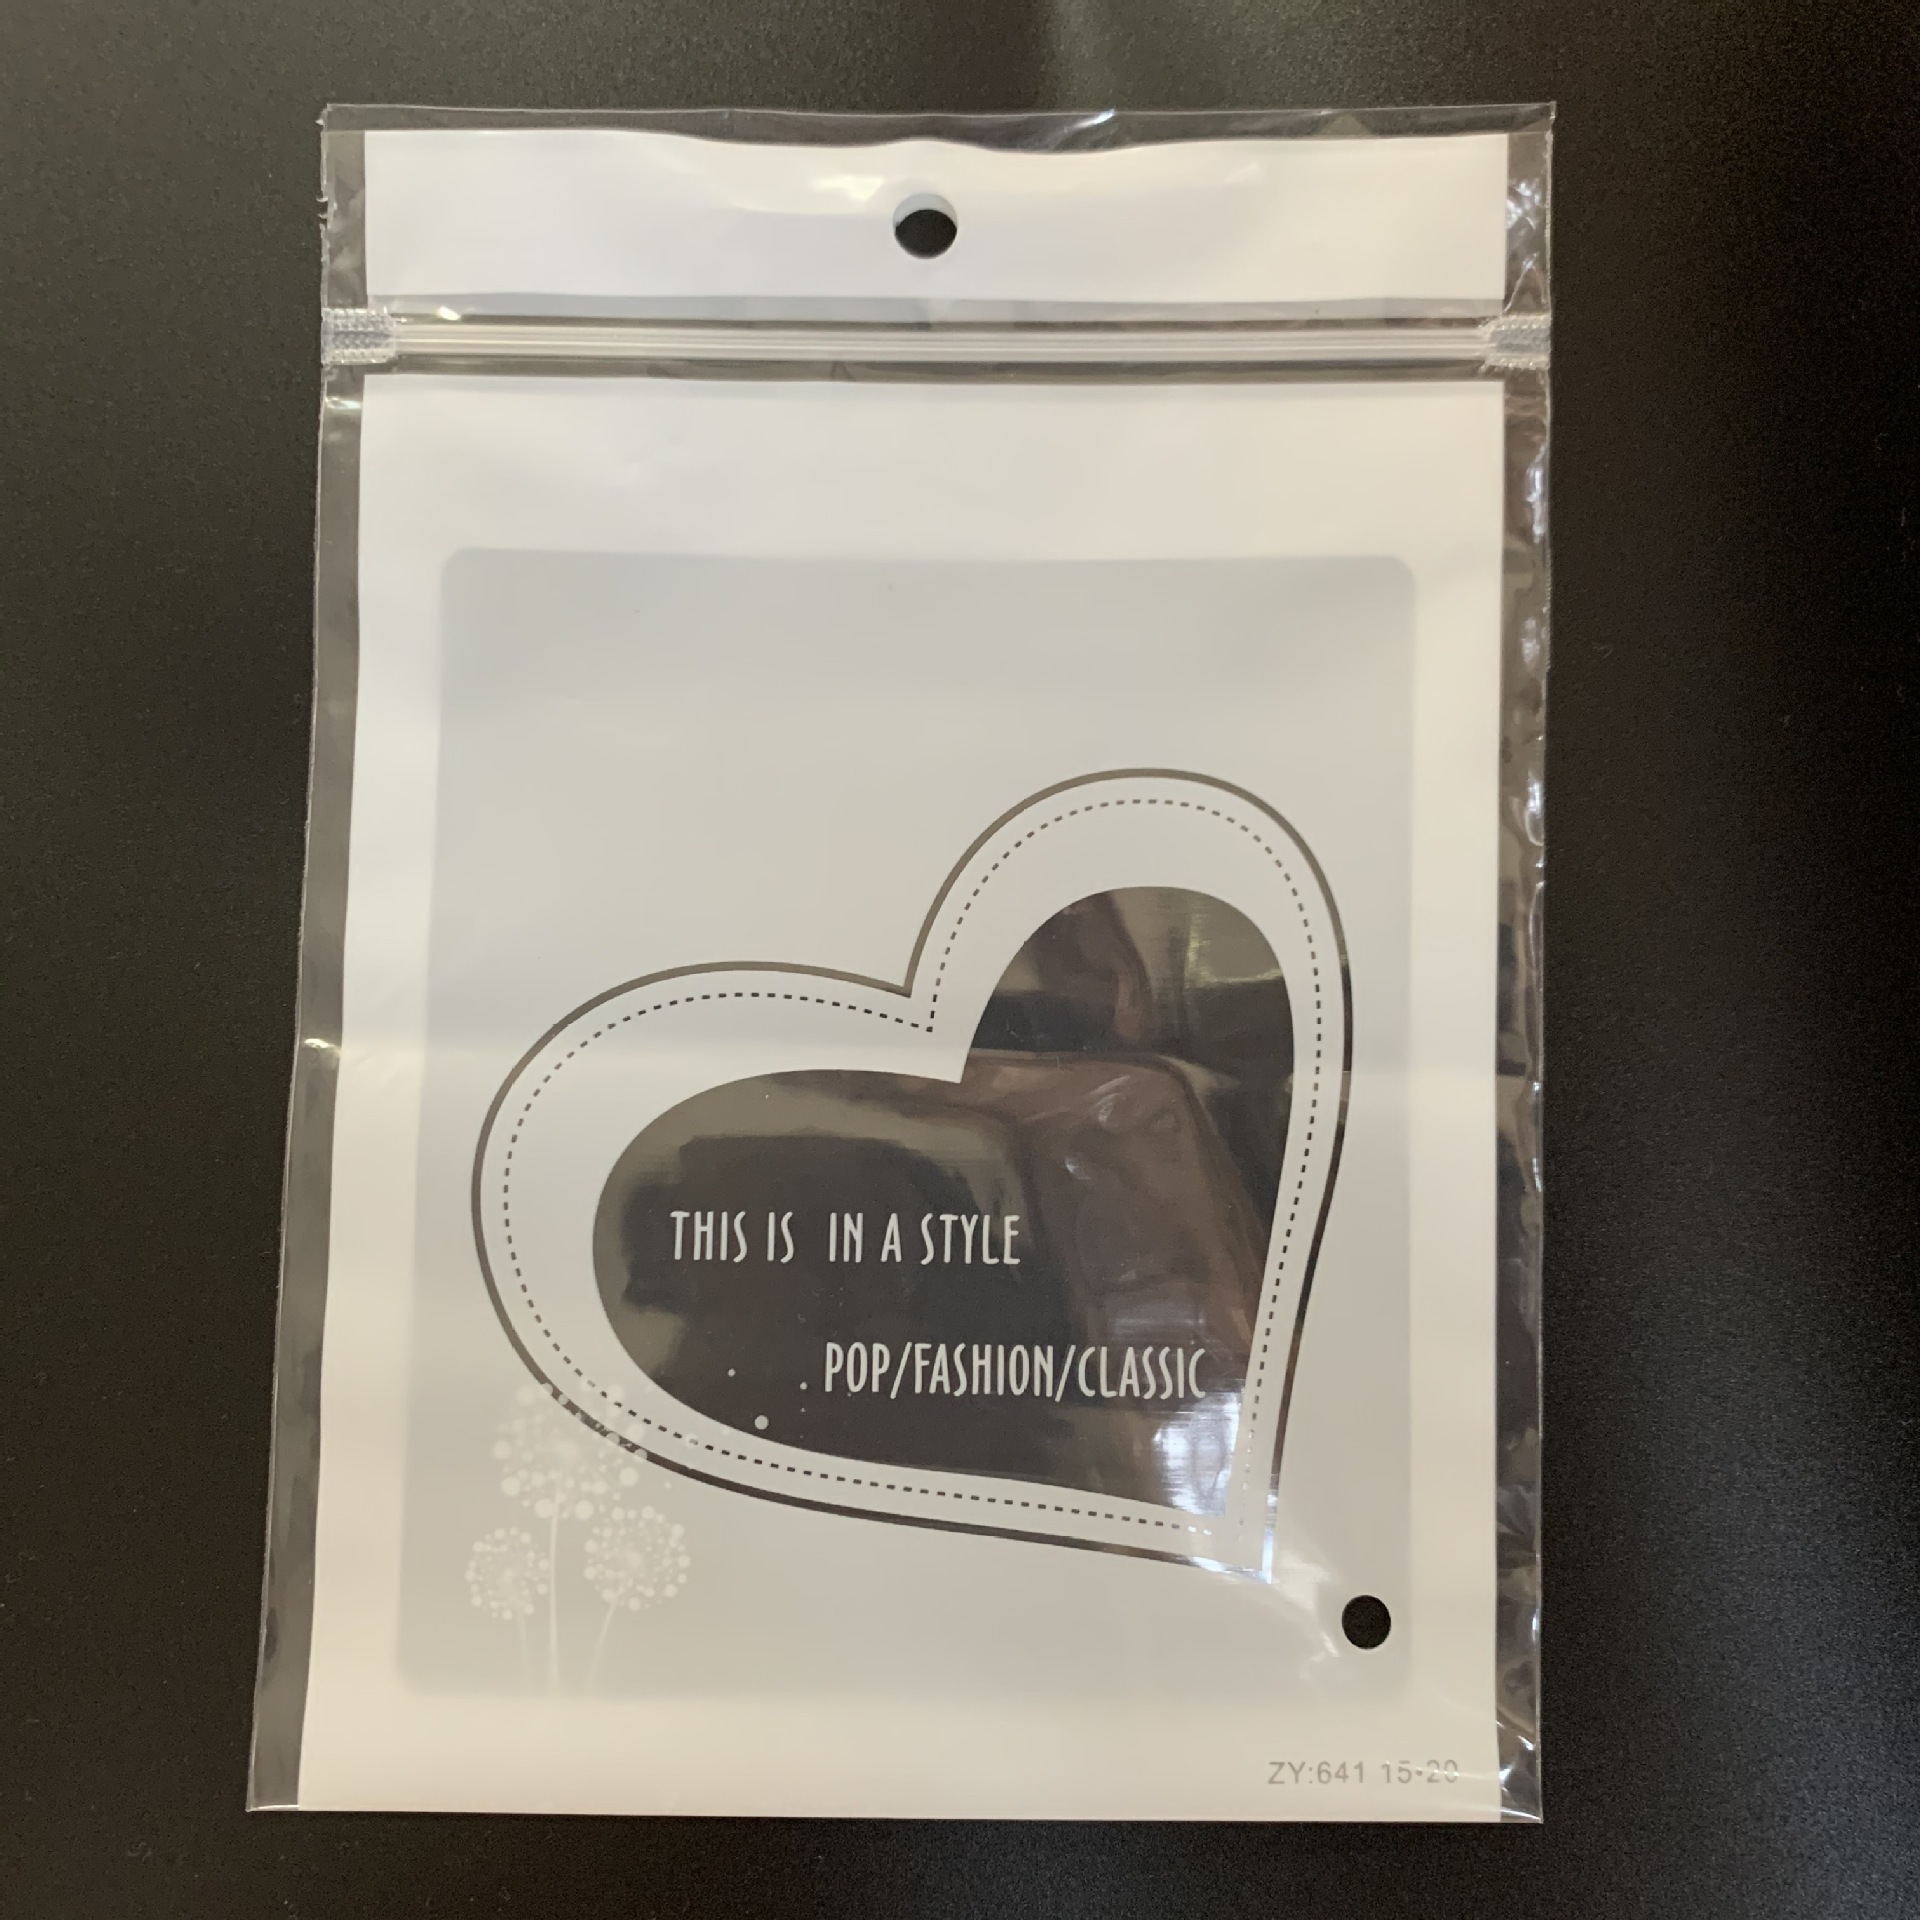 THIS IS IN A STYLE
POP/FASHION/CLASSIC
ZY:641 15·20